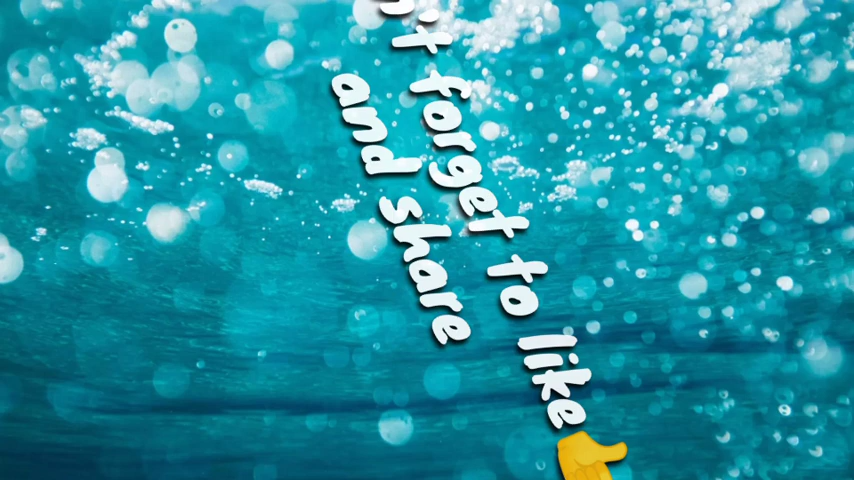 't forget to like 👍
and share